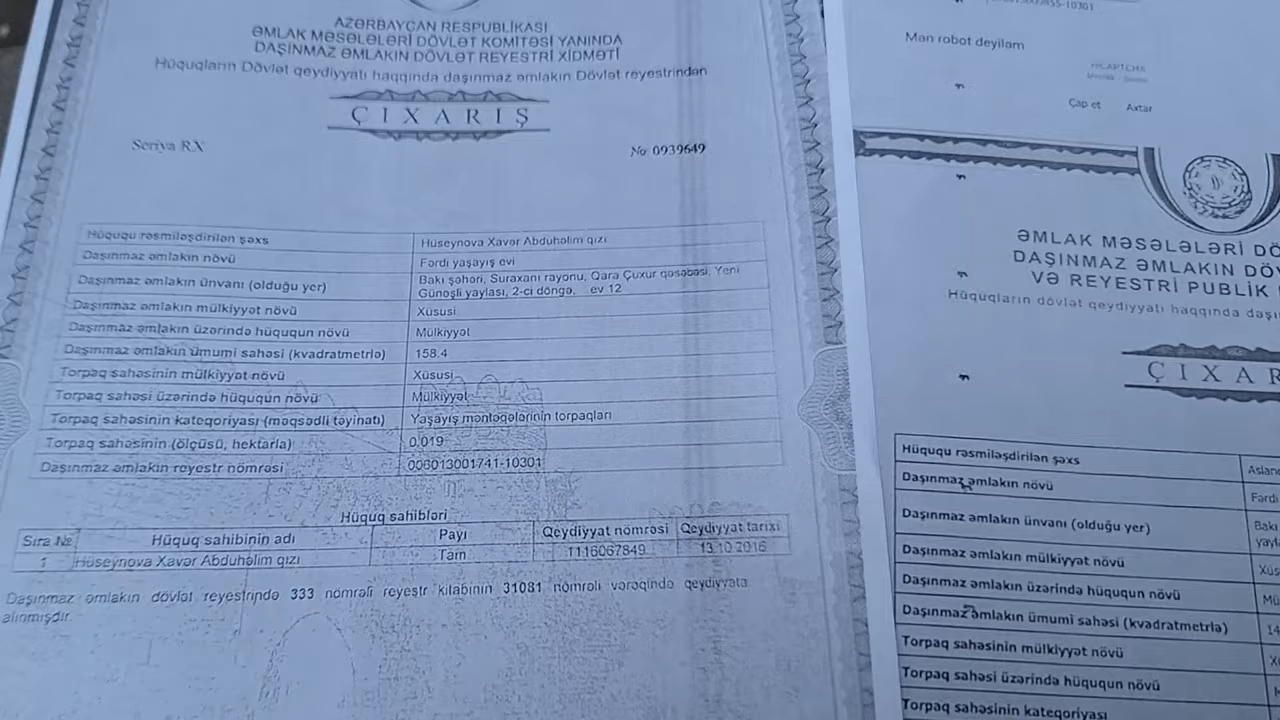 AZƏRBAYCAN RESPUBLİKASI
ƏMLAK MƏSƏLƏLƏRİ DÖVLƏT KOMİTƏSİ YANINDA
DAŞINMAZ ƏMLAKIN DÖVLƏT REYESTRİ XİDMƏTİ
Hüquqların Dövlət qeydiyyatı haqqında daşınmaz əmlakın Dövlət reyestrindən
ÇIXARIŞ
Seriya RX
No 0939649
Hüququ rəsmiləşdirilən şəxs Hüseynova Xavər Abduhəlim qızı
Daşınmaz əmlakın növü Fərdi yaşayış evi
Daşınmaz əmlakın ünvanı (olduğu yer) Bakı şəhəri, Suraxanı rayonu, Qara Çuxur qəsəbəsi, Yeni
Günəşli yaylası, 2-ci döngə, ev 12
Daşınmaz əmlakın mülkiyyət növü Xüsusi
Daşınmaz əmlakın üzərində hüququn növü Mülkiyyət
Daşınmaz əmlakın ümumi sahəsi (kvadratmetrlə) 158.4
Torpaq sahəsinin mülkiyyət növü Xüsusi
Torpaq sahəsi üzərində hüququn növü Mülkiyyət
Torpaq sahəsinin kateqoriyası (məqsədli təyinatı) Yaşayış məntəqələrinin torpaqları
Torpaq sahəsinin (ölçüsü, hektarla) 0.019
Daşınmaz əmlakın reyestr nömrəsi 006013001741-10301
Hüquq sahibləri
Sıra № Hüquq sahibinin adı Payı Qeydiyyat nömrəsi Qeydiyyat tarixi
1 Hüseynova Xavər Abduhəlim qızı Tam 1116067849 13.10.2016
Daşınmaz əmlakın dövlət reyestrində 333 nömrəli reyestr kitabının 31081 nömrəli vərəqində qeydiyyata
alınmışdır.
Mən robot deyiləm
Çap et Axtar
ƏMLAK MƏSƏLƏLƏRİ DÖ
DAŞINMAZ ƏMLAKIN DÖV
VƏ REYESTRİ PUBLİK
Hüquqların dövlət qeydiyyatı haqqında daşın
ÇIXAR
Hüququ rəsmiləşdirilən şəxs
Daşınmaz əmlakın növü Fərdi
Daşınmaz əmlakın ünvanı (olduğu yer) Bakı
yayla
Daşınmaz əmlakın mülkiyyət növü Xüs
Daşınmaz əmlakın üzərində hüququn növü Mü
Daşınmaz əmlakın ümumi sahəsi (kvadratmetrlə) 14
Torpaq sahəsinin mülkiyyət növü
Torpaq sahəsi üzərində hüququn növü
Torpaq sahəsinin kateqoriyası